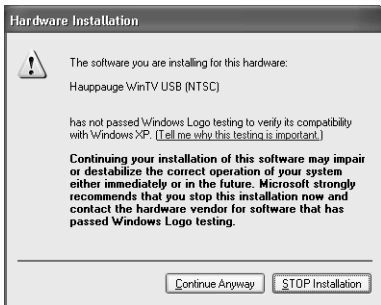 Hardware Installation
The software you are installing for this hardware:
Hauppauge WinTV USB (NTSC)
has not passed Windows Logo testing to verify its compatibility
with Windows XP. (Tell me why this testing is important.)
Continuing your installation of this software may impair
or destabilize the correct operation of your system
either immediately or in the future. Microsoft strongly
recommends that you stop this installation now and
contact the hardware vendor for software that has
passed Windows Logo testing.
Continue Anyway STOP Installation